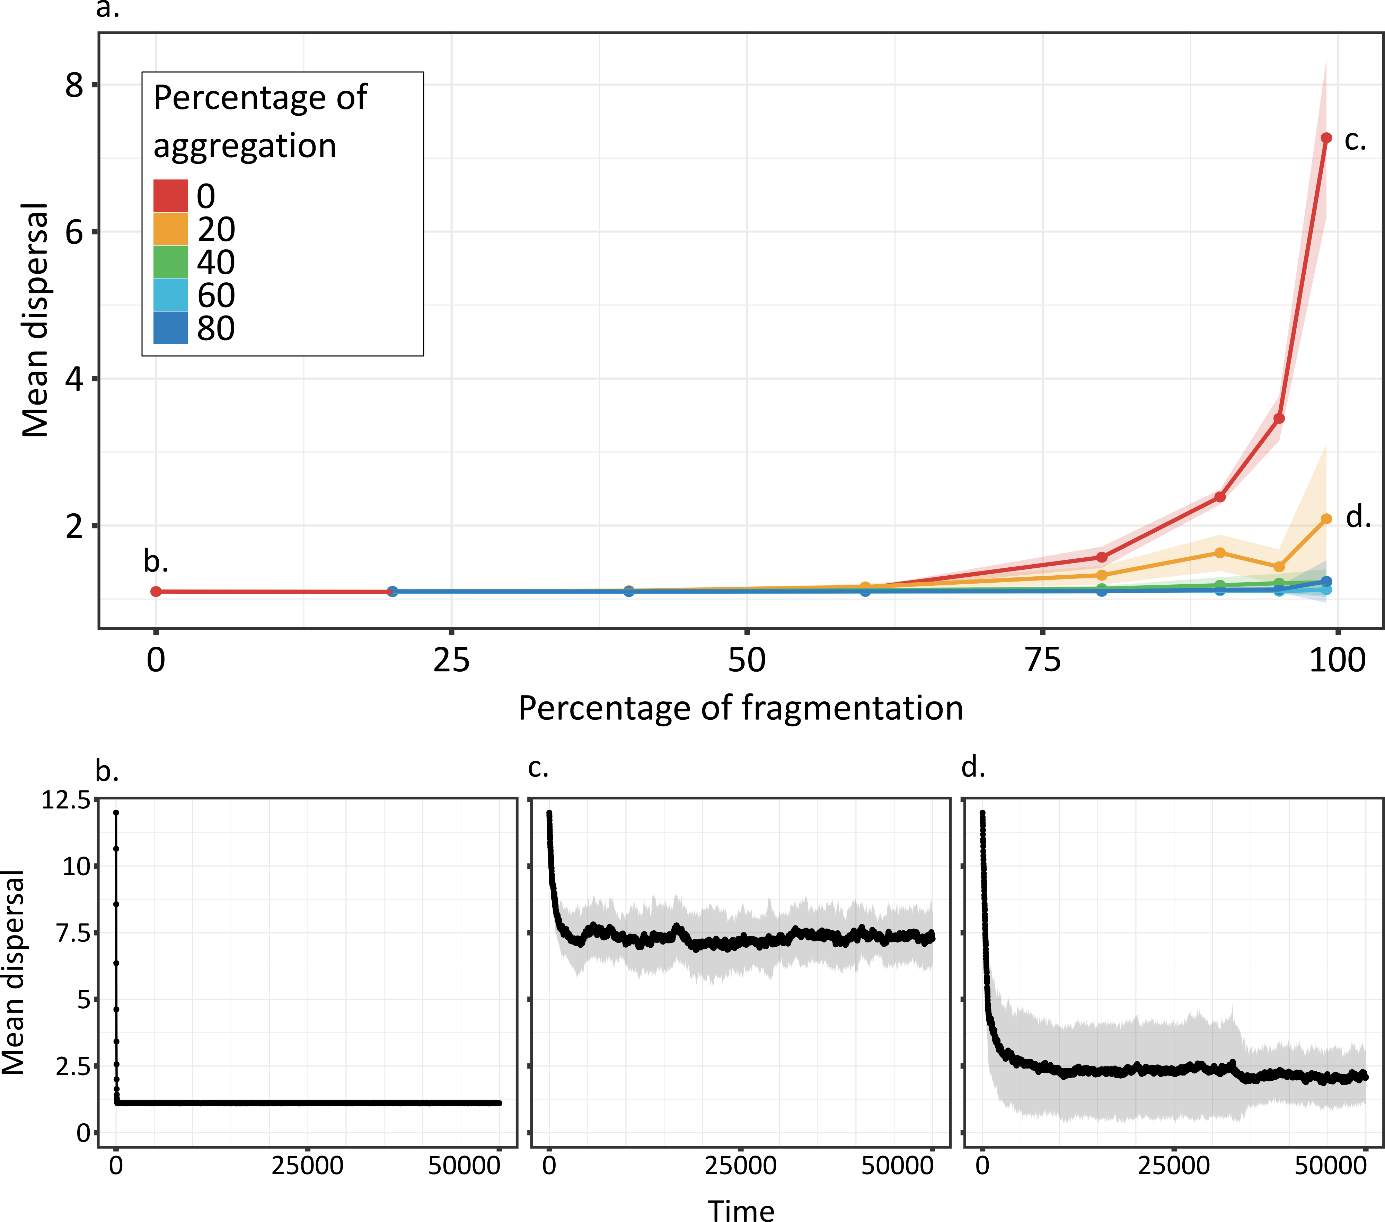 a.
8
6
4
2
Mean dispersal
Percentage of
aggregation
0
20
40
60
80
b.
c.
d.
0
25
50
75
100
Percentage of fragmentation
b.
c.
d.
12.5
10
7.5
5
2.5
0
Mean dispersal
0
25000
50000
0
25000
50000
0
25000
50000
Time